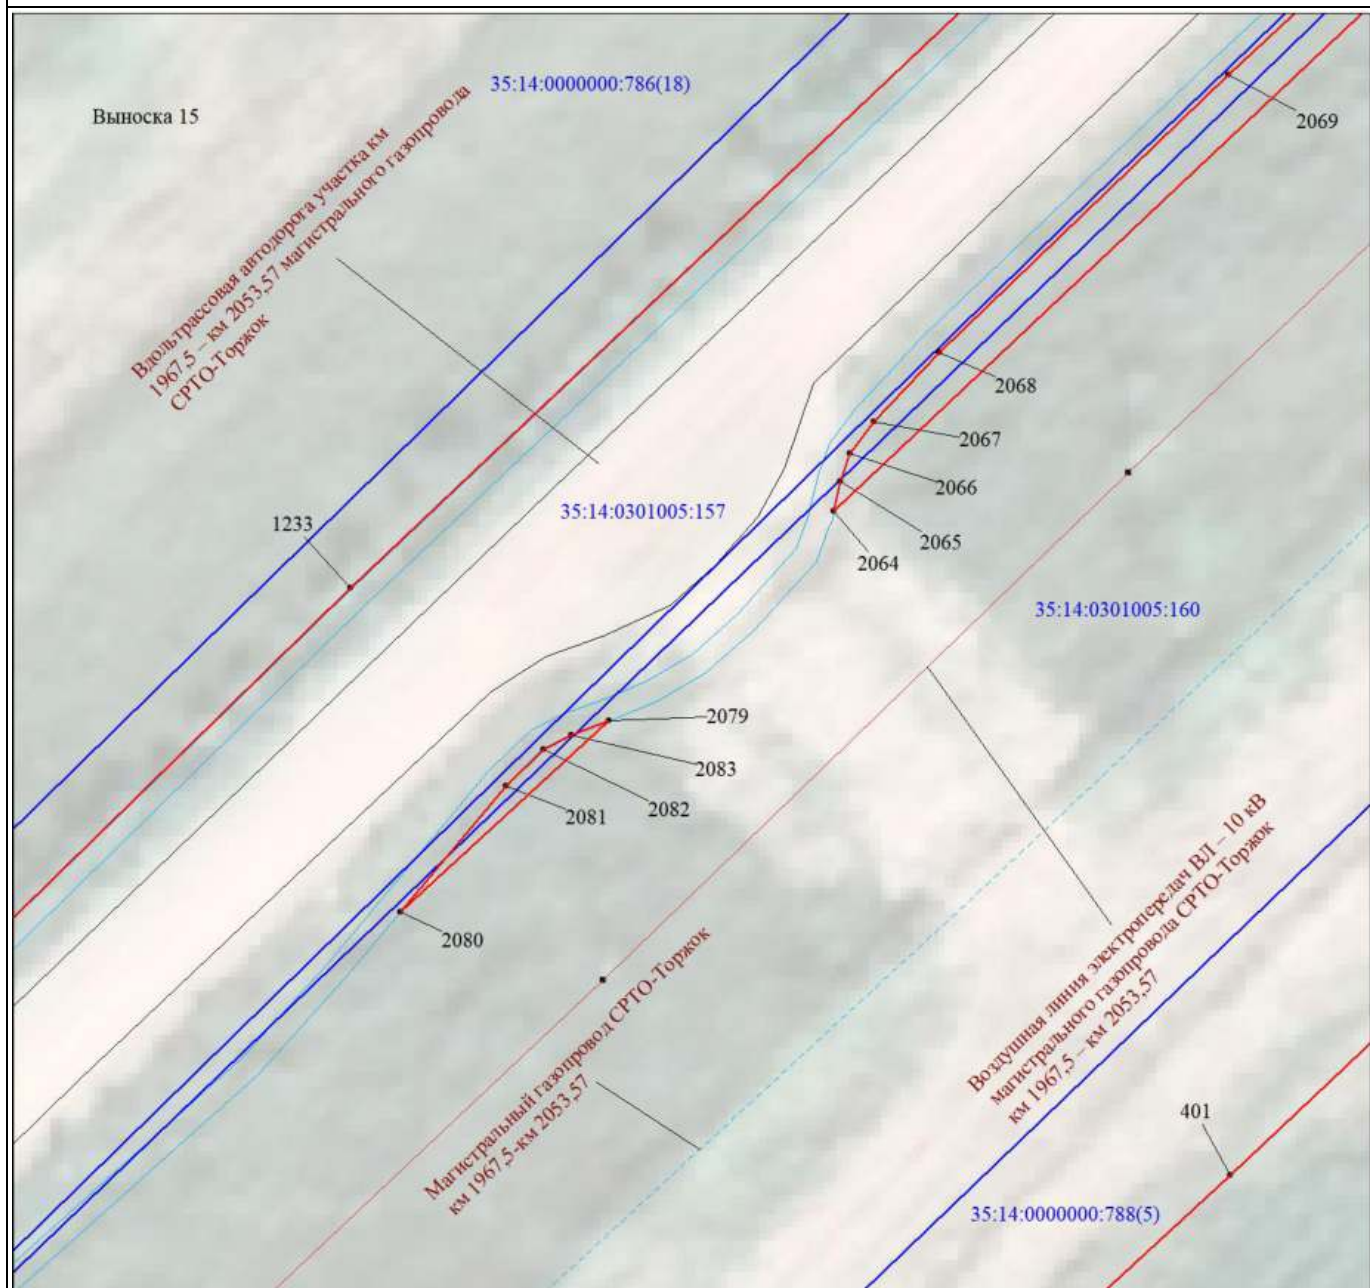 35:14:0000000:786(18)
Выноска 15
2069
Вдольтрассовая автодорога участка км
1967,5 – км 2053,57 магистрального газопровода
СРТО-Торжок
2068
2067
2066
35:14:0301005:157
1233
2065
2064
35:14:0301005:160
2079
2083
2082
2081
2080
Воздушная линия электропередач ВЛ – 10 кВ
магистрального газопровода СРТО-Торжок
км 1967,5 – км 2053,57
Магистральный газопровод СРТО-Торжок
км 1967,5-км 2053,57
401
35:14:0000000:788(5)